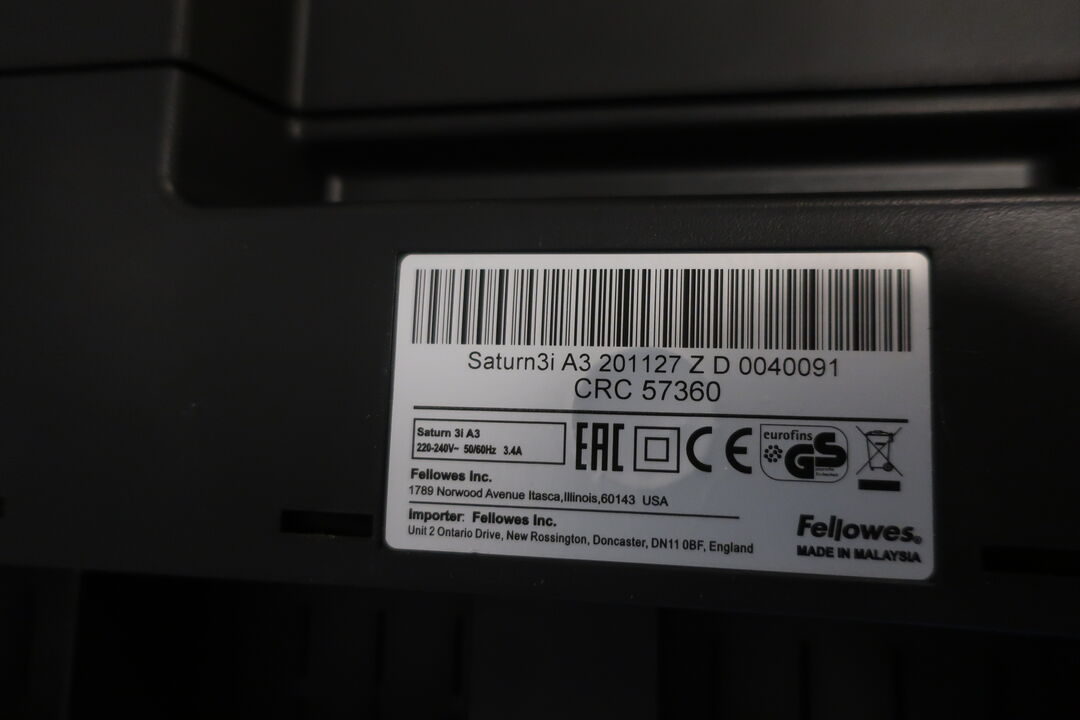 Saturn3i A3 201127 Z D 0040091
CRC 57360
Saturn 3i A3
220-240V~ 50/60Hz 3.4A
EAC
CE
eurofins
GS
Fellowes Inc.
1789 Norwood Avenue Itasca,Illinois,60143 USA
Importer: Fellowes Inc.
Unit 2 Ontario Drive, New Rossington, Doncaster, DN11 0BF, England
Fellowes®
MADE IN MALAYSIA